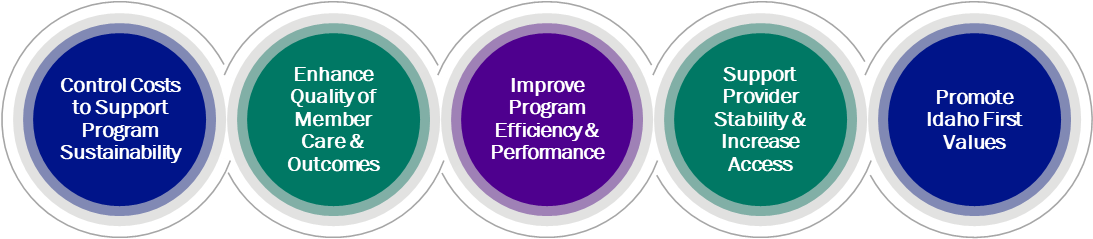 Control Costs
to Support
Program
Sustainability
Enhance
Quality of
Member
Care &
Outcomes
Improve
Program
Efficiency &
Performance
Support
Provider
Stability &
Increase
Access
Promote
Idaho First
Values